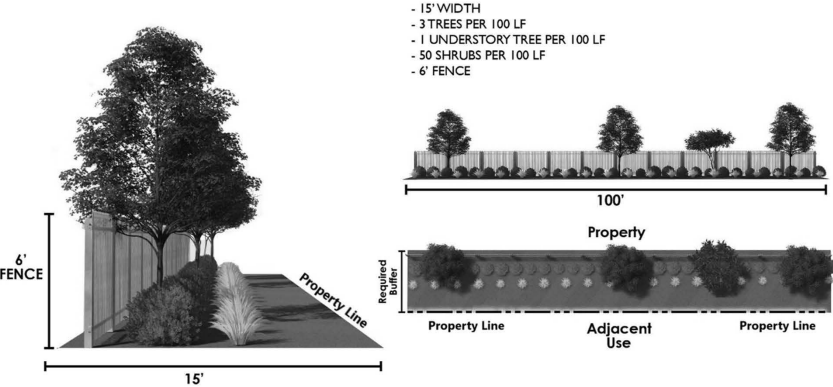 - 15' WIDTH
- 3 TREES PER 100 LF
- 1 UNDERSTORY TREE PER 100 LF
- 50 SHRUBS PER 100 LF
- 6' FENCE
6'
FENCE
Property Line
15'
100'
Property
Required
Buffer
Property Line
Adjacent
Use
Property Line